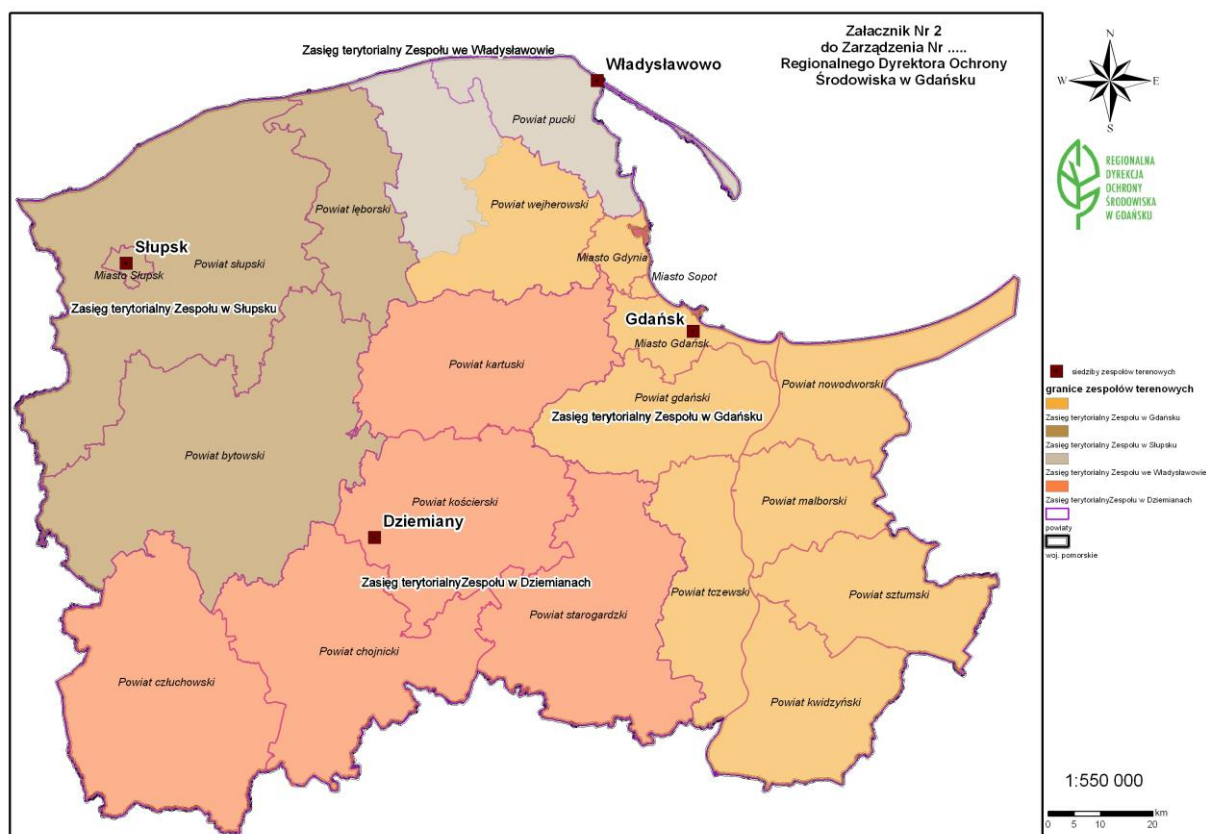 Załacznik Nr 2
do Zarządzenia Nr .....
Regionalnego Dyrektora Ochrony
Środowiska w Gdańsku
Zasięg terytorialny Zespołu we Władysławowie
Władysławowo
Powiat pucki
Powiat wejherowski
Powiat lęborski
Słupsk
Miasto Słupsk
Powiat słupski
Zasięg terytorialny Zespołu w Słupsku
Miasto Gdynia
Miasto Sopot
Gdańsk
Miasto Gdańsk
Powiat kartuski
Powiat gdański
Powiat nowodworski
Zasięg terytorialny Zespołu w Gdańsku
Powiat bytowski
Powiat kościerski
Powiat malborski
Dziemiany
Zasięg terytorialnyZespołu w Dziemianach
Powiat starogardzki
Powiat tczewski
Powiat sztumski
Powiat chojnicki
Powiat człuchowski
Powiat kwidzyński
N
W
E
S
REGIONALNA
DYREKCJA
OCHRONY
ŚRODOWISKA
W GDAŃSKU
siedziby zespołów terenowych
granice zespołów terenowych
Zasięg terytorialny Zespołu w Gdańsku
Zasięg terytorialny Zespołu w Słupsku
Zasięg terytorialny Zespołu we Władysławowie
Zasięg terytorialnyZespołu w Dziemianach
powiaty
woj. pomorskie
1:550 000
km
0 5 10 20